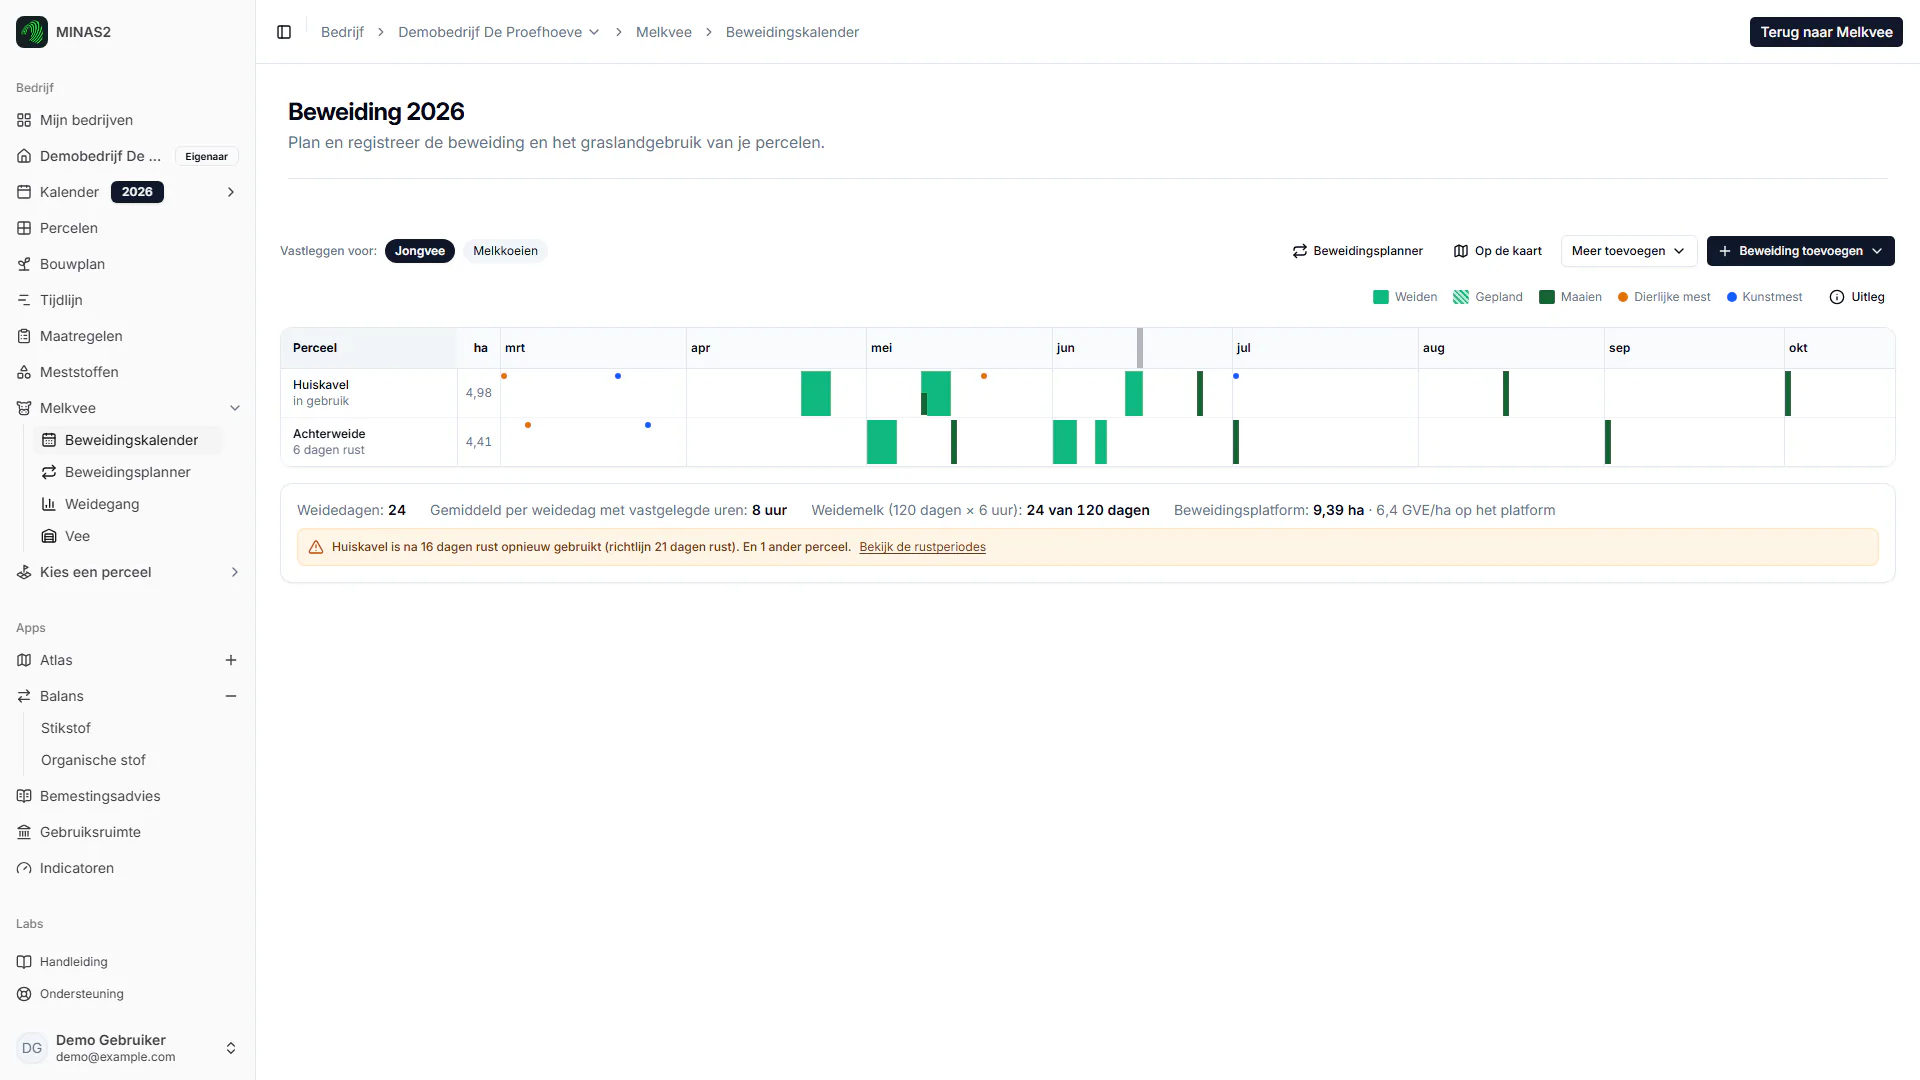 MINAS2
Bedrijf
Mijn bedrijven
Demobedrijf De ... Eigenaar
Kalender 2026
Percelen
Bouwplan
Tijdlijn
Maatregelen
Meststoffen
Melkvee
Beweidingskalender
Beweidingsplanner
Weidegang
Vee
Kies een perceel
Apps
Atlas
Balans
Stikstof
Organische stof
Bemestingsadvies
Gebruiksruimte
Indicatoren
Labs
Handleiding
Ondersteuning
DG Demo Gebruiker
demo@example.com
Bedrijf Demobedrijf De Proefhoeve Melkvee Beweidingskalender Terug naar Melkvee
Beweiding 2026
Plan en registreer de beweiding en het graslandgebruik van je percelen.
Vastleggen voor: Jongvee Melkkoeien Beweidingsplanner Op de kaart Meer toevoegen Beweiding toevoegen
Weiden Gepland Maaien Dierlijke mest Kunstmest Uitleg
Perceel ha mrt apr mei jun jul aug sep okt
Huiskavel 4,98
in gebruik
Achterweide 4,41
6 dagen rust
Weidedagen: 24 Gemiddeld per weidedag met vastgelegde uren: 8 uur Weidemelk (120 dagen × 6 uur): 24 van 120 dagen Beweidingsplatform: 9,39 ha · 6,4 GVE/ha op het platform
Huiskavel is na 16 dagen rust opnieuw gebruikt (richtlijn 21 dagen rust). En 1 ander perceel. Bekijk de rustperiodes